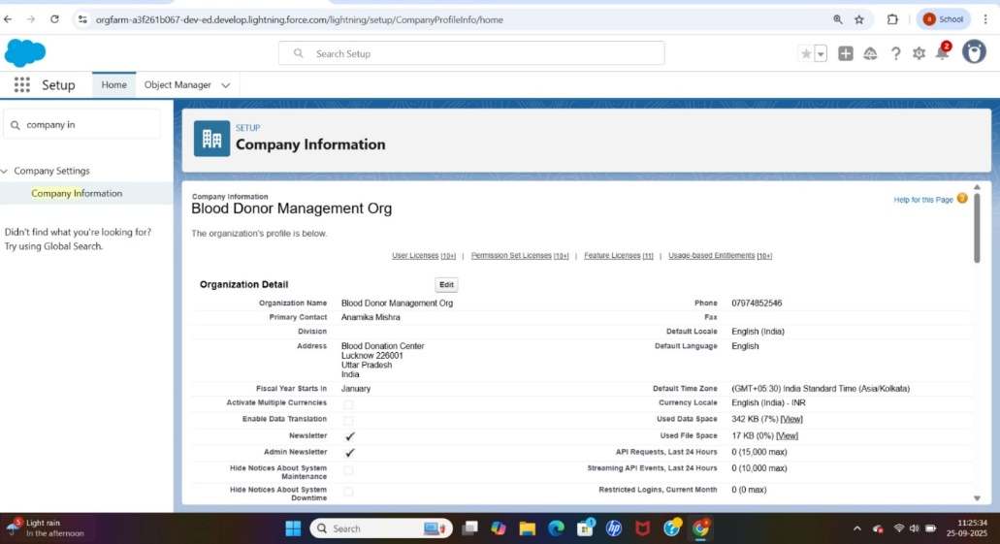 orgfarm-a3f261b067-dev-ed.develop.lightning.force.com/lightning/setup/CompanyProfileInfo/home
School
Search Setup
2
Setup
Home
Object Manager
company in
Company Settings
Company Information
Didn't find what you're looking for?
Try using Global Search.
SETUP
Company Information
Company Information
Blood Donor Management Org
Help for this Page ?
The organization's profile is below.
User Licenses [10+] | Permission Set Licenses [10+] | Feature Licenses [11] | Usage-based Entitlements [10+]
Organization Detail
Edit
Organization Name Blood Donor Management Org Phone 07974852546
Primary Contact Anamika Mishra Fax
Division Default Locale English (India)
Address Blood Donation Center Default Language English
Lucknow 226001
Uttar Pradesh
India
Fiscal Year Starts In January Default Time Zone (GMT+05:30) India Standard Time (Asia/Kolkata)
Activate Multiple Currencies Currency Locale English (India) - INR
Enable Data Translation Used Data Space 342 KB (7%) [View]
Newsletter Used File Space 17 KB (0%) [View]
Admin Newsletter API Requests, Last 24 Hours 0 (15,000 max)
Hide Notices About System Maintenance Streaming API Events, Last 24 Hours 0 (10,000 max)
Hide Notices About System Downtime Restricted Logins, Current Month 0 (0 max)
5
Light rain
In the afternoon
Search
hp
11:25:34
25-09-2025